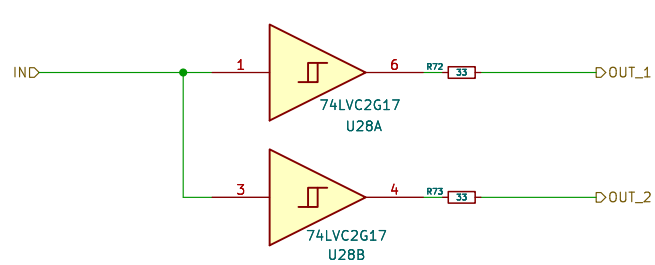 IN
1
6
R72
33
OUT_1
74LVC2G17
U28A
3
4
R73
33
OUT_2
74LVC2G17
U28B